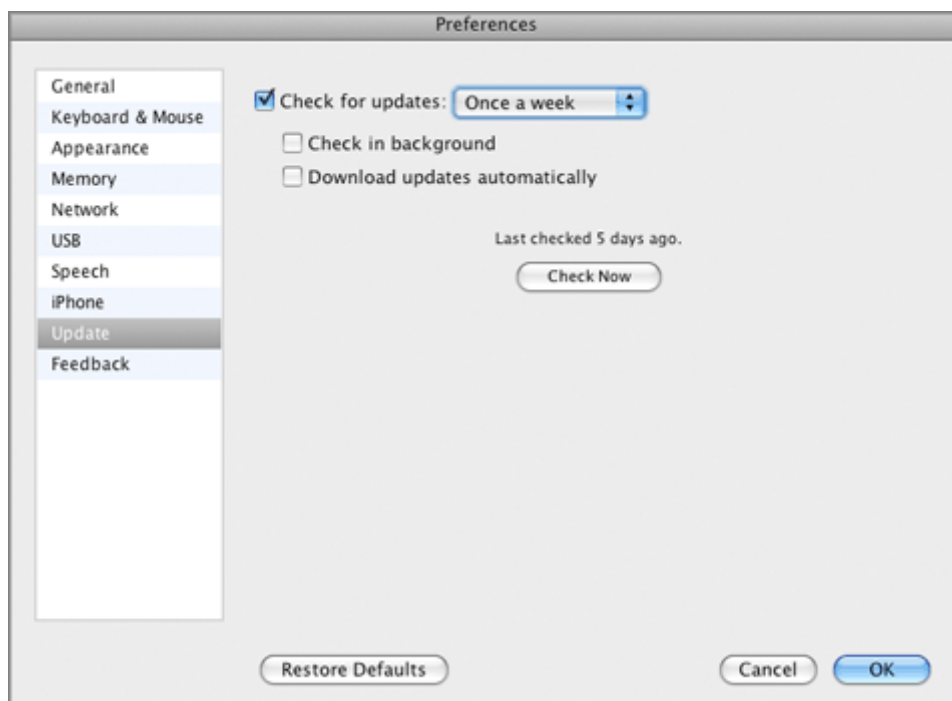 Preferences
General
Keyboard & Mouse
Appearance
Memory
Network
USB
Speech
iPhone
Update
Feedback
Check for updates: Once a week
Check in background
Download updates automatically
Last checked 5 days ago.
Check Now
Restore Defaults
Cancel
OK